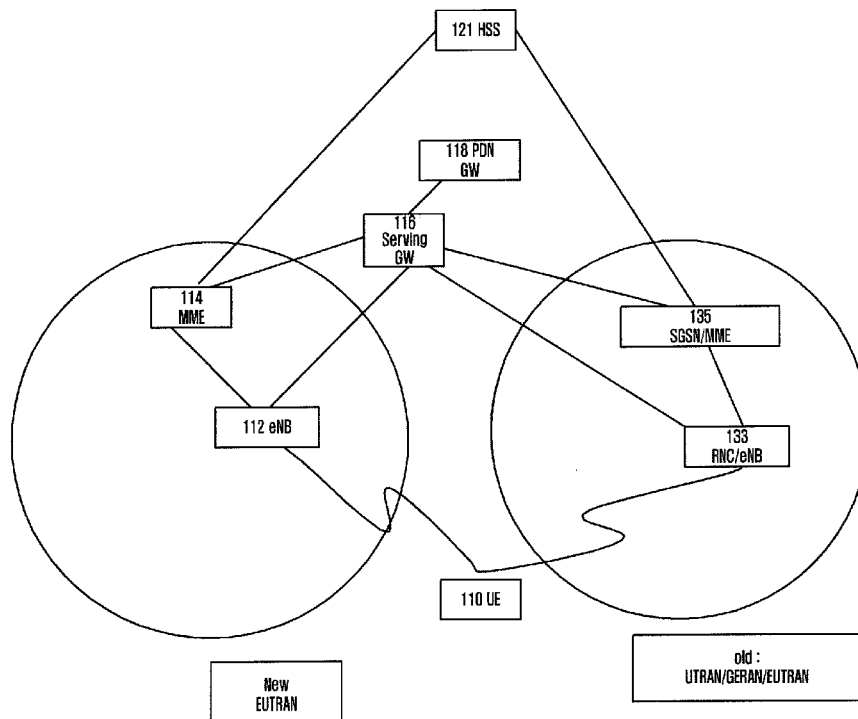 121 HSS
118 PDN
GW
116
Serving
GW
114
MME
135
SGSN/MME
112 eNB
133
RNC/eNB
110 UE
old :
UTRAN/GERAN/EUTRAN
New
EUTRAN